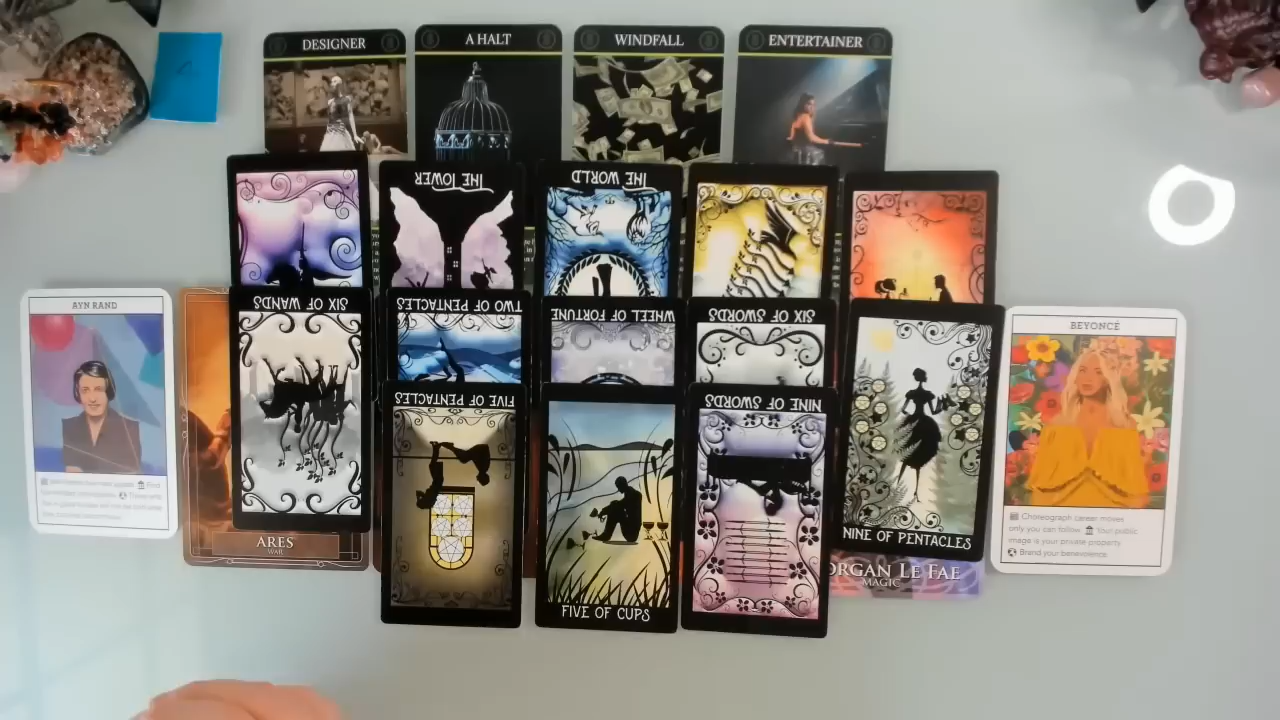 DESIGNER
A HALT
WINDFALL
ENTERTAINER
THE TOWER
THE WORLD
SIX OF WANDS
TWO OF PENTACLES
WHEEL OF FORTUNE
SIX OF SWORDS
AYN RAND
BEYONCÉ
FIVE OF PENTACLES
NINE OF SWORDS
Choreograph career moves
only you can follow. Your public
image is your private property.
Brand your benevolence.
ARES
WAR
NINE OF PENTACLES
ORGAN LE FAE
MAGIC
FIVE OF CUPS